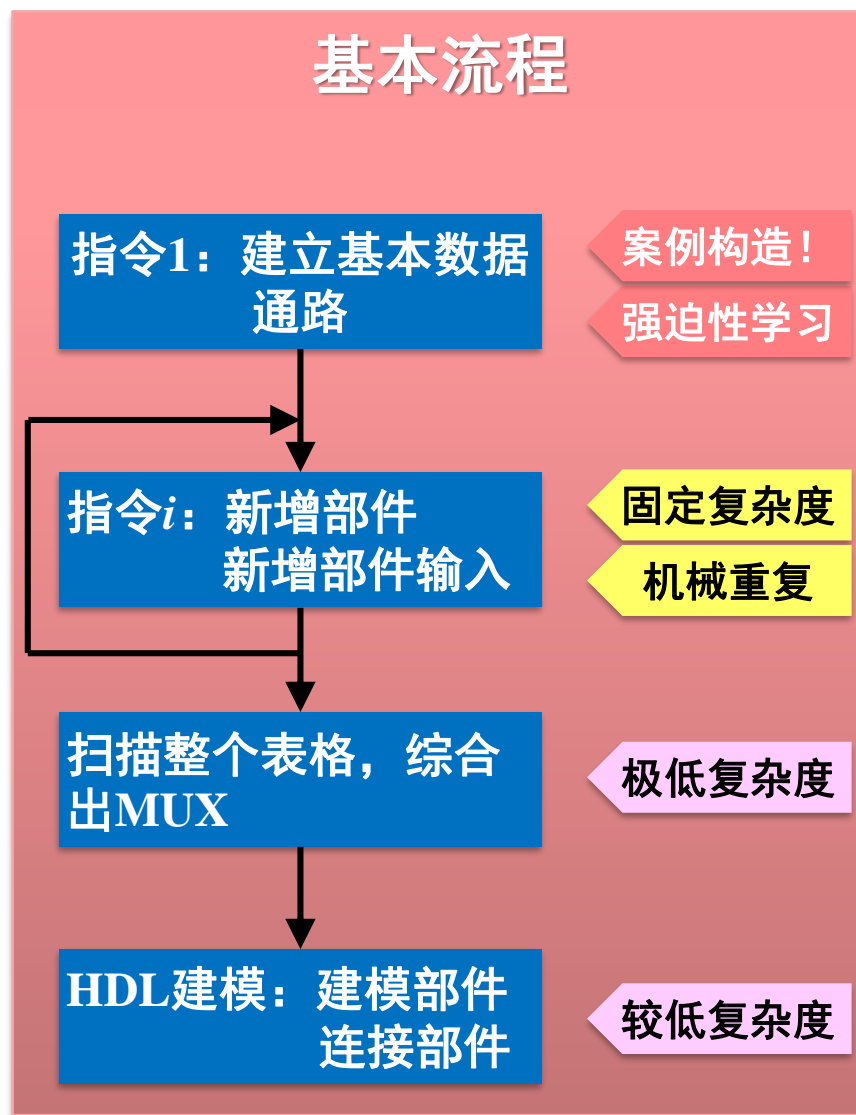 基本流程
指令1：建立基本数据
通路
案例构造！
强迫性学习
指令i：新增部件
新增部件输入
固定复杂度
机械重复
扫描整个表格，综合
出MUX
极低复杂度
HDL建模：建模部件
连接部件
较低复杂度